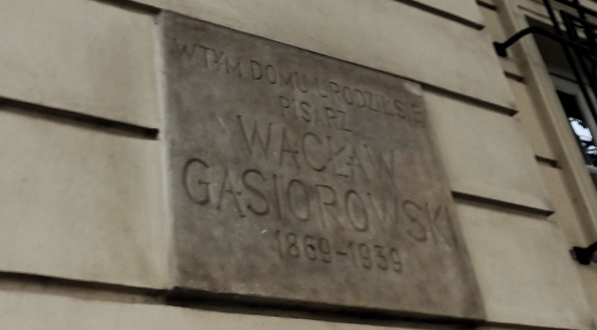 W TYM DOMU URODZIŁ SIĘ
PISARZ
WACŁAW
GĄSIOROWSKI
1869-1939